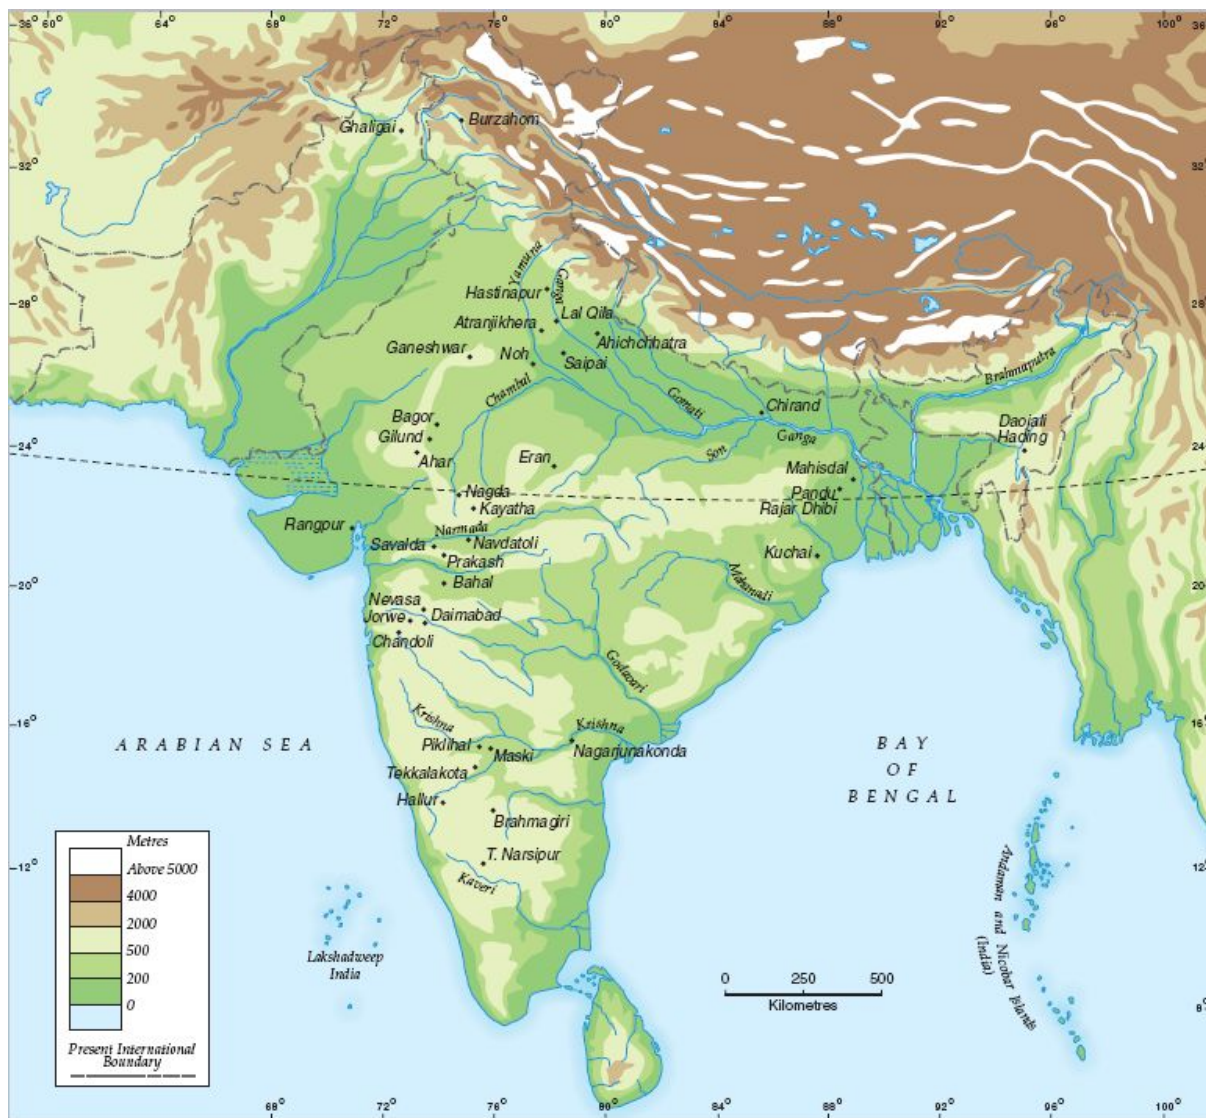 36° 60° 64° 68° 72° 76° 80° 84° 88° 92° 96° 100° 36
Ghaligai
Burzahom
32° 32
Yamuna
Ganga
Hastinapur
28° 28
Lal Qila
Atranjikhera
Ahichchhatra
Ganeshwar
Noh
Saipai
Brahmaputra
Chambal
Gomati
Chirand
Bagor
Daojali
Hading
Gilund
Ganga
24° 24
Ahar
Eran
Son
Mahisdal
Nagda
Pandu
Rajar Dhibi
Kayatha
Rangpur
Narmada
Savalda
Navdatoli
Prakash
Kuchai
Bahal
Mahanadi
20° 20
Nevasa
Jorwe
Daimabad
Chandoli
Godavari
Krishna
Krishna
16° 16
Piklihal
Maski
Nagarjunakonda
ARABIAN SEA
BAY
OF
BENGAL
Tekkalakota
Hallur
Brahmagiri
T. Narsipur
12° 12
Kaveri
Metres
Above 5000
4000
2000
500
200
0
Present International
Boundary
Lakshadweep
India
0 250 500
Kilometres
Andaman and Nicobar Islands
(India)
8°
68° 72° 76° 80° 84° 88° 92° 96° 100°